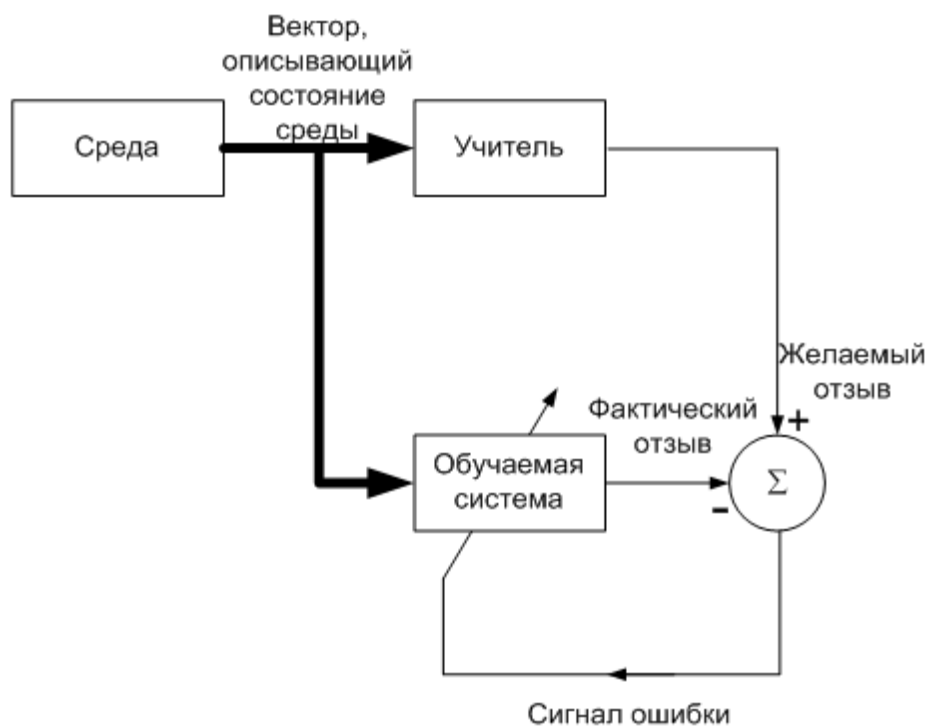 Вектор,
описывающий
состояние
среды
Среда
Учитель
Желаемый
отзыв
Фактический
отзыв
+
Обучаемая
система
Σ
-
Сигнал ошибки